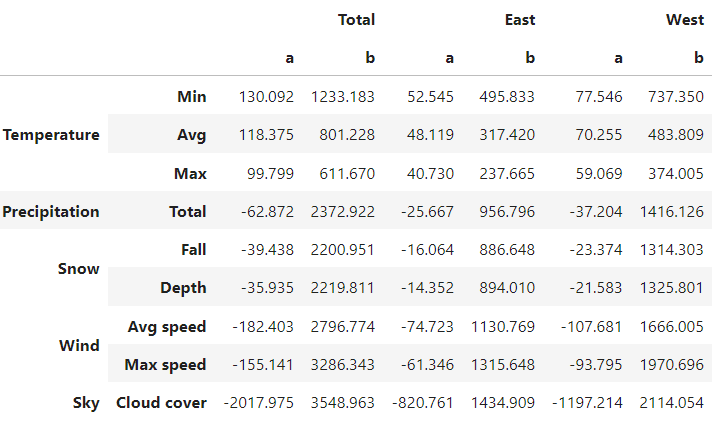 Total East West
a b a b a b
Min 130.092 1233.183 52.545 495.833 77.546 737.350
Temperature Avg 118.375 801.228 48.119 317.420 70.255 483.809
Max 99.799 611.670 40.730 237.665 59.069 374.005
Precipitation Total -62.872 2372.922 -25.667 956.796 -37.204 1416.126
Fall -39.438 2200.951 -16.064 886.648 -23.374 1314.303
Snow
Depth -35.935 2219.811 -14.352 894.010 -21.583 1325.801
Avg speed -182.403 2796.774 -74.723 1130.769 -107.681 1666.005
Wind
Max speed -155.141 3286.343 -61.346 1315.648 -93.795 1970.696
Sky Cloud cover -2017.975 3548.963 -820.761 1434.909 -1197.214 2114.054